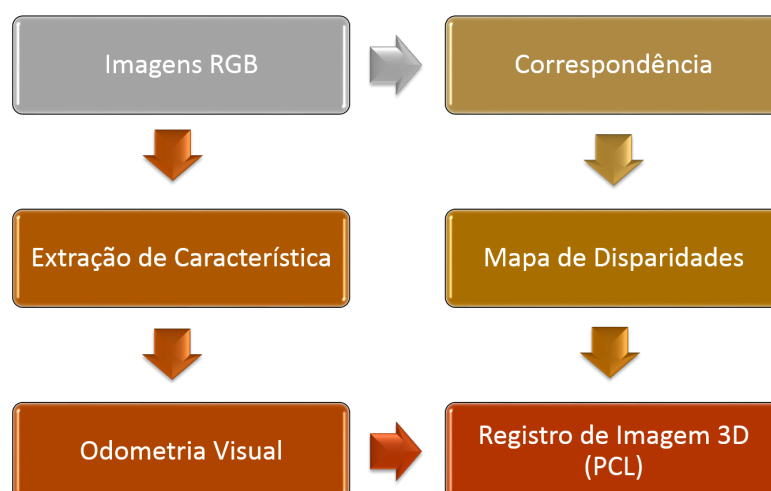 Imagens RGB
Correspondência
Extração de Característica
Mapa de Disparidades
Odometria Visual
Registro de Imagem 3D
(PCL)